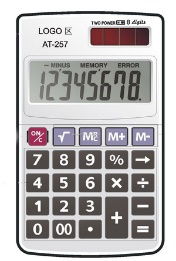 TWO POWER 8 digits
LOGO
AT-257
MINUS MEMORY ERROR
12345678.
ON/C √ M+ M-
7 8 9 % →
4 5 6 × ÷
1 2 3 + -
0 00 • =